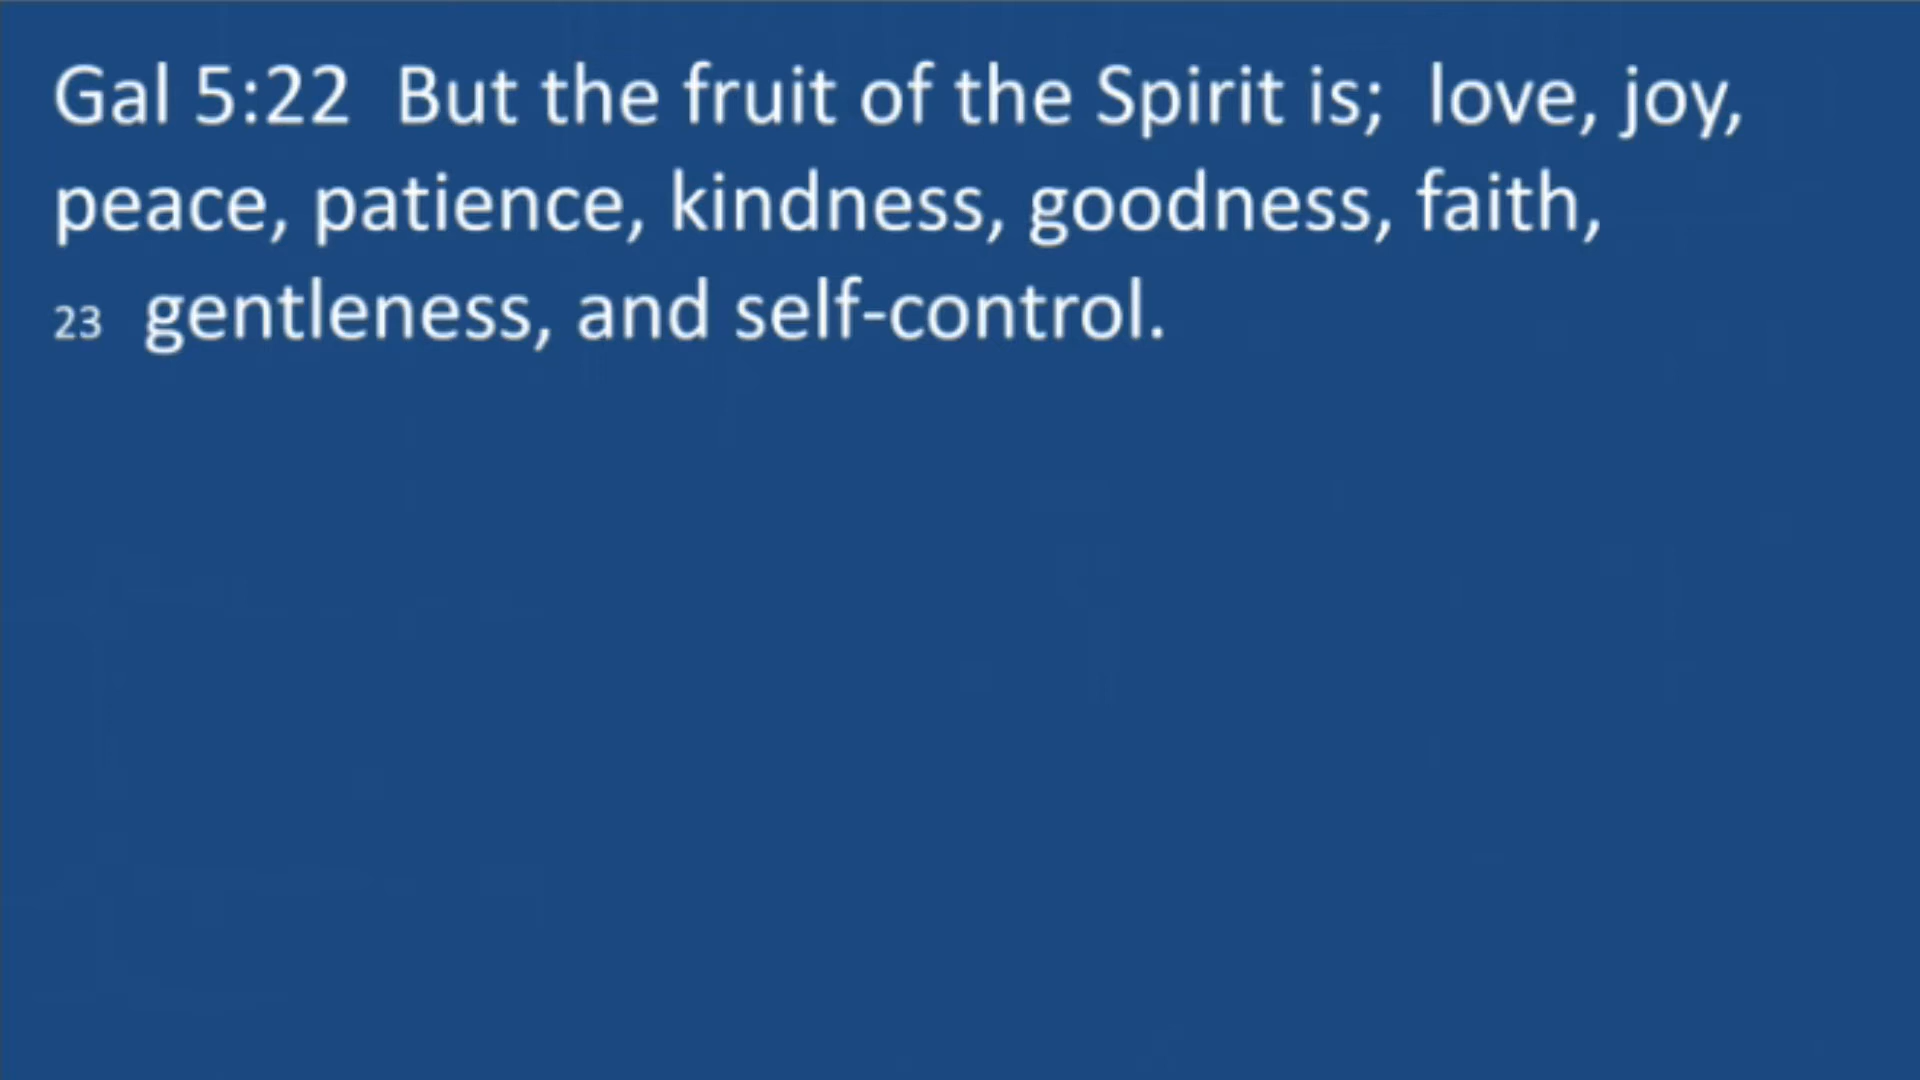 Gal 5:22  But the fruit of the Spirit is;  love, joy,
peace, patience, kindness, goodness, faith,
23  gentleness, and self-control.